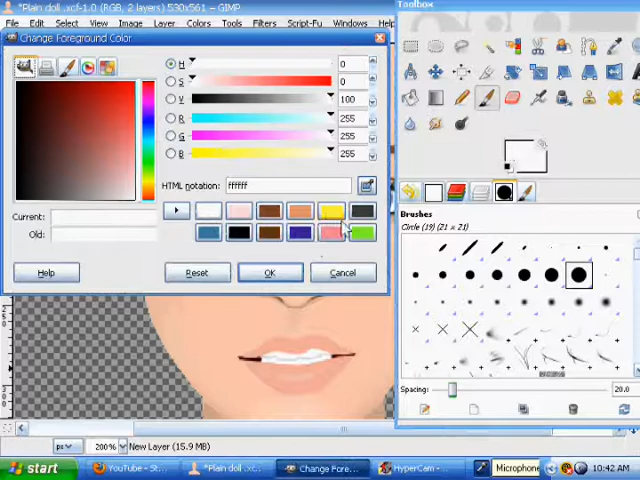 *Plain doll .xcf-1.0 (RGB, 2 layers) 530x561 – GIMP
Toolbox
File Edit Select View Image Layer Colors Tools Filters Script-Fu Windows
Change Foreground Color
H 0
S 0
V 100
R 255
G 255
B 255
HTML notation: ffffff
Current:
Old:
Help Reset OK Cancel
Brushes
Circle (19) (21 x 21)
Spacing: 20.0
px 200% New Layer (15.9 MB)
start YouTube - St... *Plain doll .xc... Change Fore... HyperCam -... Microphone 10:42 AM